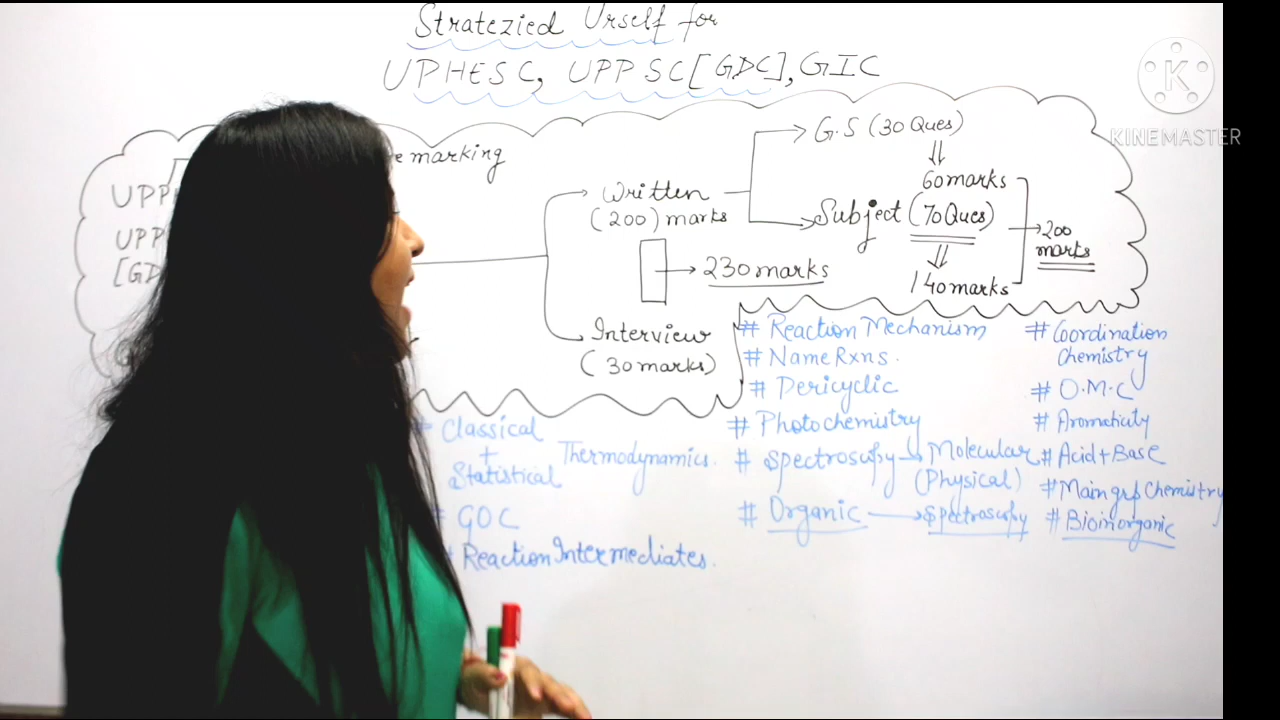 Stratezied Urself for
UPHESC, UPPSC[GDC], GIC
marking
UPP
UPP
[GD
Written
(200) marks
230 marks
Interview
(30 marks)
G.S (30 Ques)
60 marks
Subject (70 Ques)
140 marks
200
marks
# Classical
+
Statistical
Thermodynamics.
# GOC
# Reaction Intermediates.
# Reaction Mechanism
# Name Rxns.
# Pericyclic
# Photochemistry
# Spectroscopy → Molecular
(Physical)
# Organic → Spectroscopy
# Coordination
Chemistry
# O.M.C
# Aromaticity
# Acid + Base
# Main grp Chemistry
# Bioinorganic
K
KINEMASTER